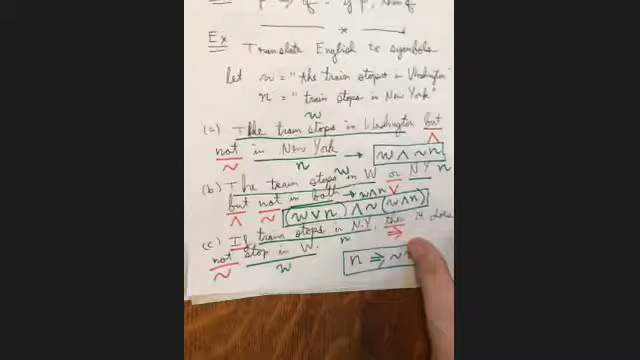 p ⇒ q - if p, then q
Ex Translate English to symbols
let w = "the train stops in Washington"
n = "train stops in New York"
w
(a) The train stops in Washington but
∧
not in New York → w ∧ ~n
~ n
(b) The train stops in W or NY
w ∨ n
but not in both → w∧n
∧ ~ (w∨n) ∧ ~(w∧n)
(c) If train stops in N.Y. then it does
n ⇒
not stop in W.
~ w n ⇒ ~